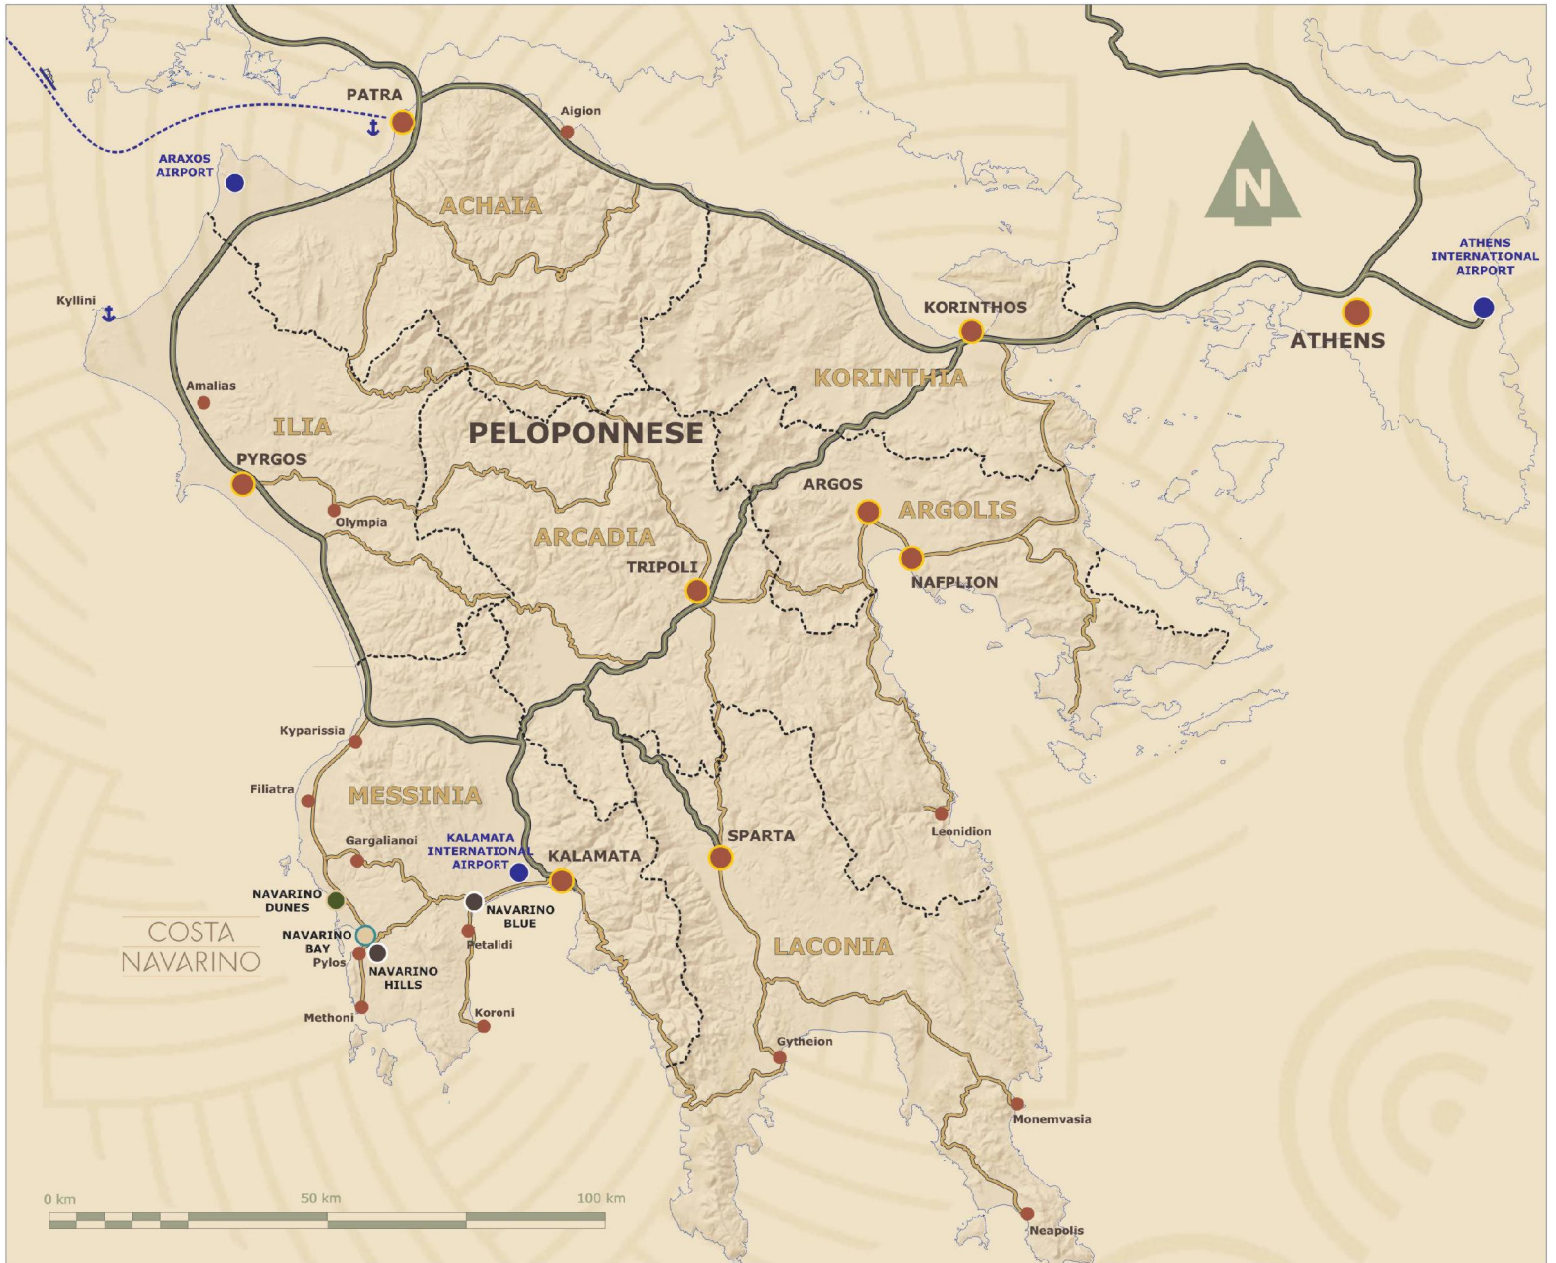 PATRA
Aigion
ARAXOS
AIRPORT
ACHAIA
N
ATHENS
INTERNATIONAL
AIRPORT
Kyllini
KORINTHOS
ATHENS
KORINTHIA
Amalias
ILIA
PELOPONNESE
PYRGOS
ARGOS
Olympia
ARGOLIS
ARCADIA
TRIPOLI
NAFPLION
Kyparissia
Filiatra
MESSINIA
Gargalianoi
KALAMATA
INTERNATIONAL
AIRPORT
KALAMATA
SPARTA
Leonidion
NAVARINO
DUNES
NAVARINO
BLUE
COSTA
NAVARINO
NAVARINO
BAY
Pylos
Petalidi
NAVARINO
HILLS
LACONIA
Methoni
Koroni
Gytheion
Monemvasia
Neapolis
0 km
50 km
100 km